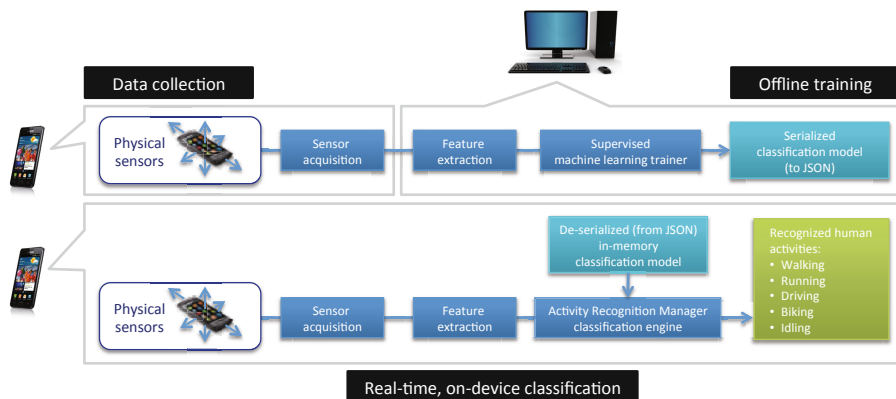 Data collection
Offline training
Physical
sensors
Sensor
acquisition
Feature
extraction
Supervised
machine learning trainer
Serialized
classification model
(to JSON)
De-serialized (from JSON)
in-memory
classification model
Recognized human
activities:
• Walking
• Running
• Driving
• Biking
• Idling
Physical
sensors
Sensor
acquisition
Feature
extraction
Activity Recognition Manager
classification engine
Real-time, on-device classification